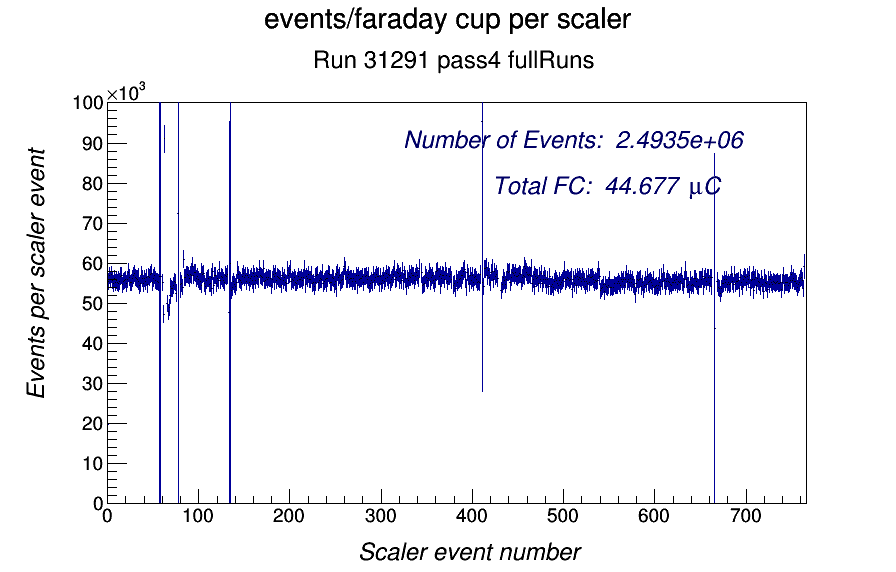 events/faraday cup per scaler
Run 31291 pass4 fullRuns
×10³
100
90
80
70
60
50
40
30
20
10
0
Events per scaler event
Number of Events: 2.4935e+06
Total FC: 44.677 μC
0 100 200 300 400 500 600 700
Scaler event number